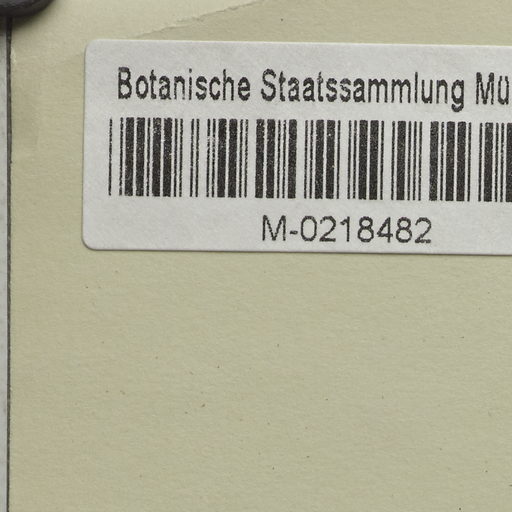 Botanische Staatssammlung Mü
M-0218482